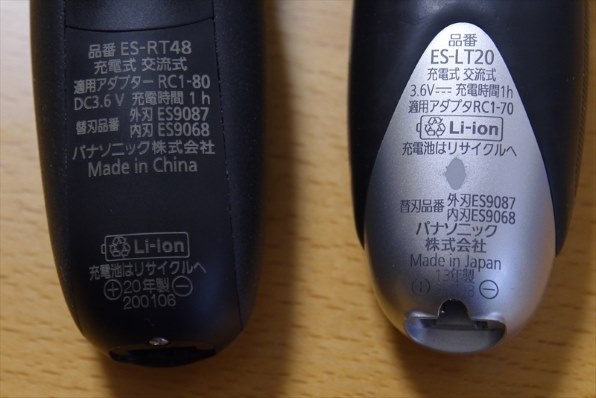 品番 ES-RT48
充電式 交流式
適用アダプター RC1-80
DC3.6 V 充電時間 1 h
替刃品番 外刃 ES9087
内刃 ES9068
パナソニック株式会社
Made in China
Li-ion
充電池はリサイクルへ
+ 20年製 −
200106
品番
ES-LT20
充電式 交流式
3.6V⎓ 充電時間1h
適用アダプタRC1-70
Li-ion
充電池はリサイクルへ
替刃品番 外刃ES9087
内刃ES9068
パナソニック
株式会社
Made in Japan
13年製